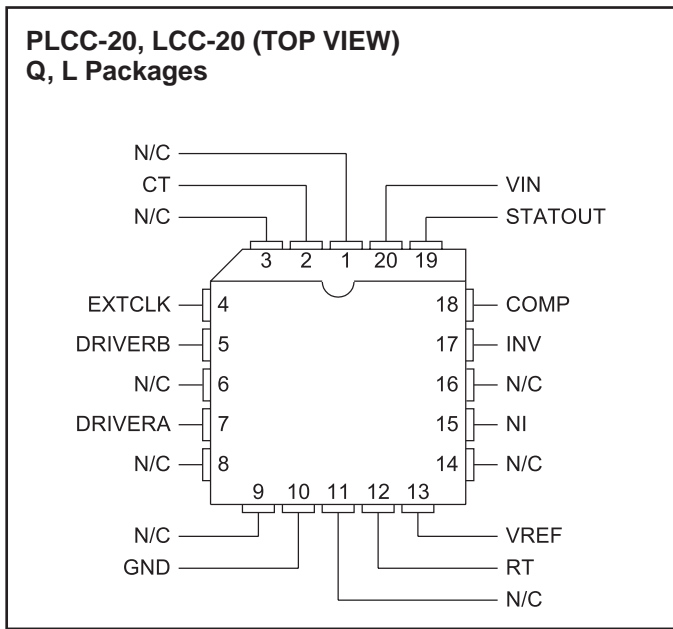 PLCC-20, LCC-20 (TOP VIEW)
Q, L Packages
N/C
CT
N/C
VIN
STATOUT
3 2 1 20 19
EXTCLK 4 18 COMP
DRIVERB 5 17 INV
N/C 6 16 N/C
DRIVERA 7 15 NI
N/C 8 14 N/C
9 10 11 12 13
N/C
GND
VREF
RT
N/C